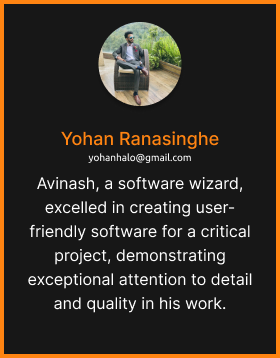 Yohan Ranasinghe
yohanhalo@gmail.com
Avinash, a software wizard,
excelled in creating user-
friendly software for a critical
project, demonstrating
exceptional attention to detail
and quality in his work.